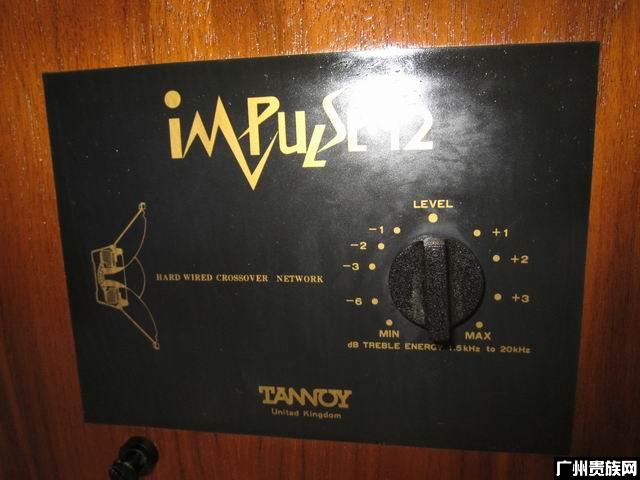 IMPULSE 12
LEVEL
-1
+1
-2
+2
-3
HARD WIRED CROSSOVER NETWORK
-6
+3
MIN
MAX
dB TREBLE ENERGY 1.5kHz to 20kHz
TANNOY
United Kingdom
广州贵族网